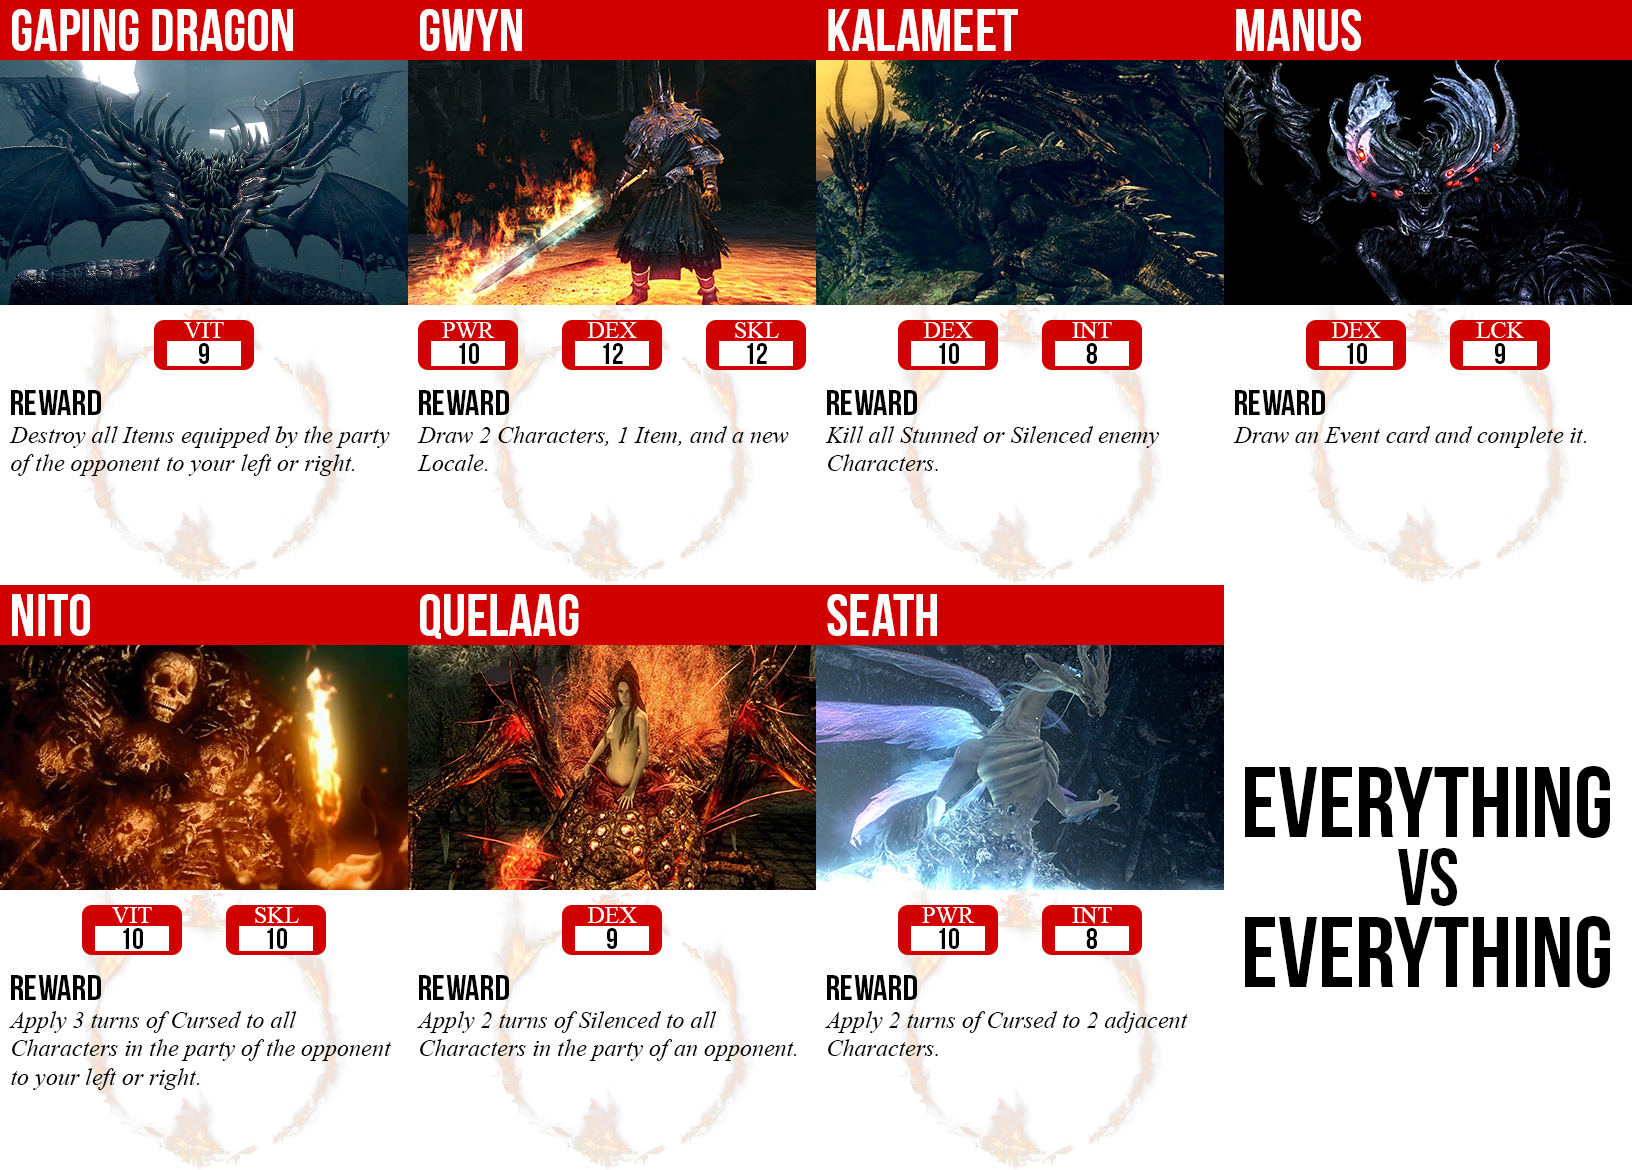 GAPING DRAGON
VIT
9
REWARD
Destroy all Items equipped by the party
of the opponent to your left or right.
GWYN
PWR
10
DEX
12
SKL
12
REWARD
Draw 2 Characters, 1 Item, and a new
Locale.
KALAMEET
DEX
10
INT
8
REWARD
Kill all Stunned or Silenced enemy
Characters.
MANUS
DEX
10
LCK
9
REWARD
Draw an Event card and complete it.
NITO
VIT
10
SKL
10
REWARD
Apply 3 turns of Cursed to all
Characters in the party of the opponent
to your left or right.
QUELAAG
DEX
9
REWARD
Apply 2 turns of Silenced to all
Characters in the party of an opponent.
SEATH
PWR
10
INT
8
REWARD
Apply 2 turns of Cursed to 2 adjacent
Characters.
EVERYTHING
VS
EVERYTHING